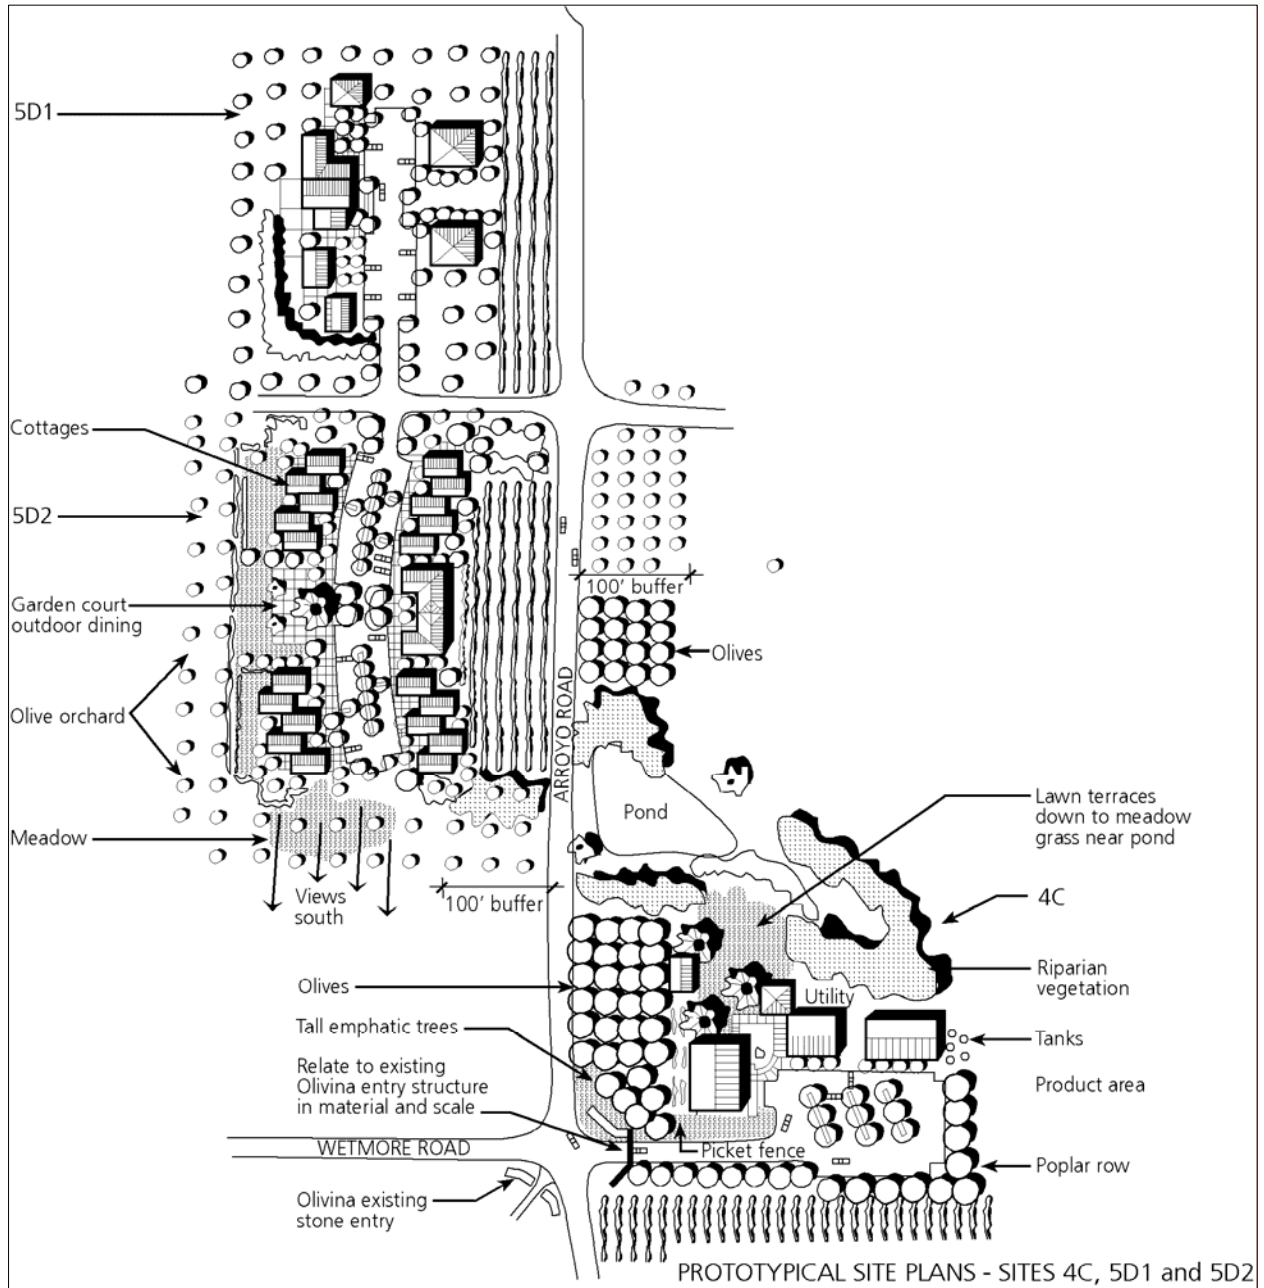 5D1
Cottages
5D2
100' buffer
Garden court
outdoor dining
Olives
Olive orchard
ARROYO ROAD
Pond
Lawn terraces
down to meadow
grass near pond
Meadow
Views
south
100' buffer
4C
Olives
Utility
Riparian
vegetation
Tall emphatic trees
Tanks
Relate to existing
Olivina entry structure
in material and scale
Product area
WETMORE ROAD
Picket fence
Poplar row
Olivina existing
stone entry
PROTOTYPICAL SITE PLANS - SITES 4C, 5D1 and 5D2